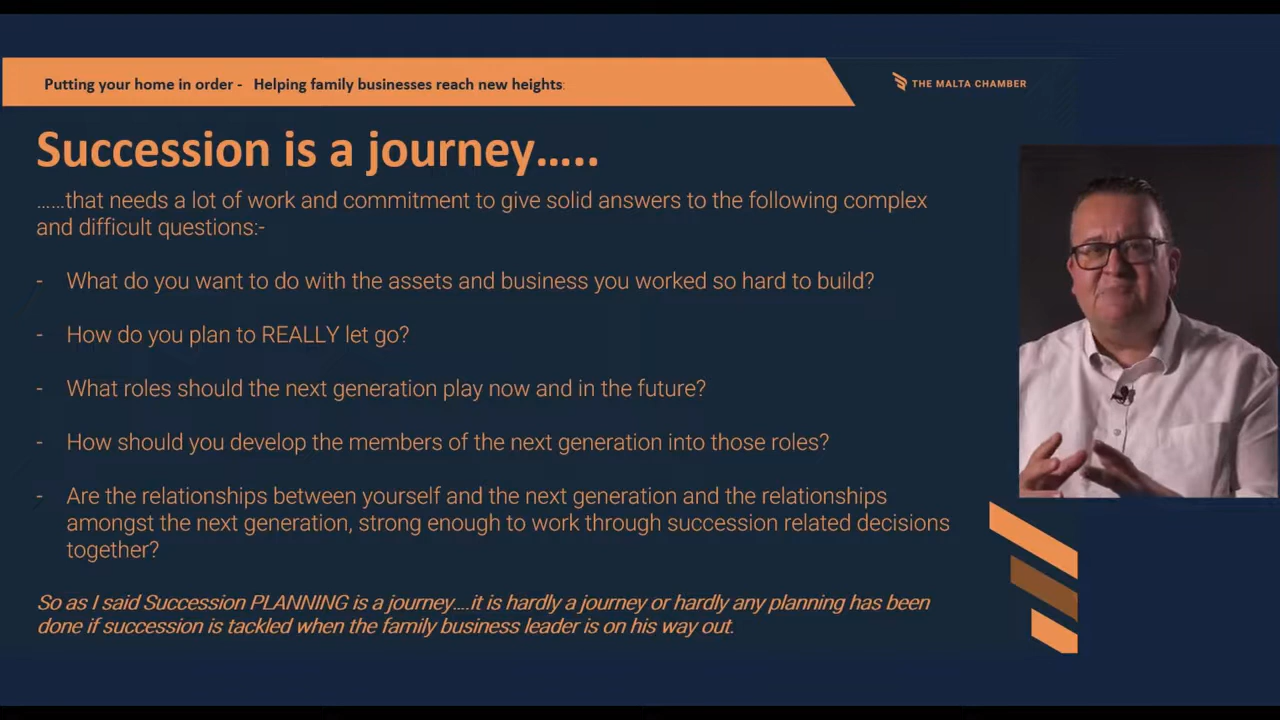 Putting your home in order - Helping family businesses reach new heights:
THE MALTA CHAMBER
Succession is a journey.....
......that needs a lot of work and commitment to give solid answers to the following complex
and difficult questions:-
- What do you want to do with the assets and business you worked so hard to build?
- How do you plan to REALLY let go?
- What roles should the next generation play now and in the future?
- How should you develop the members of the next generation into those roles?
- Are the relationships between yourself and the next generation and the relationships
amongst the next generation, strong enough to work through succession related decisions
together?
So as I said Succession PLANNING is a journey....it is hardly a journey or hardly any planning has been
done if succession is tackled when the family business leader is on his way out.